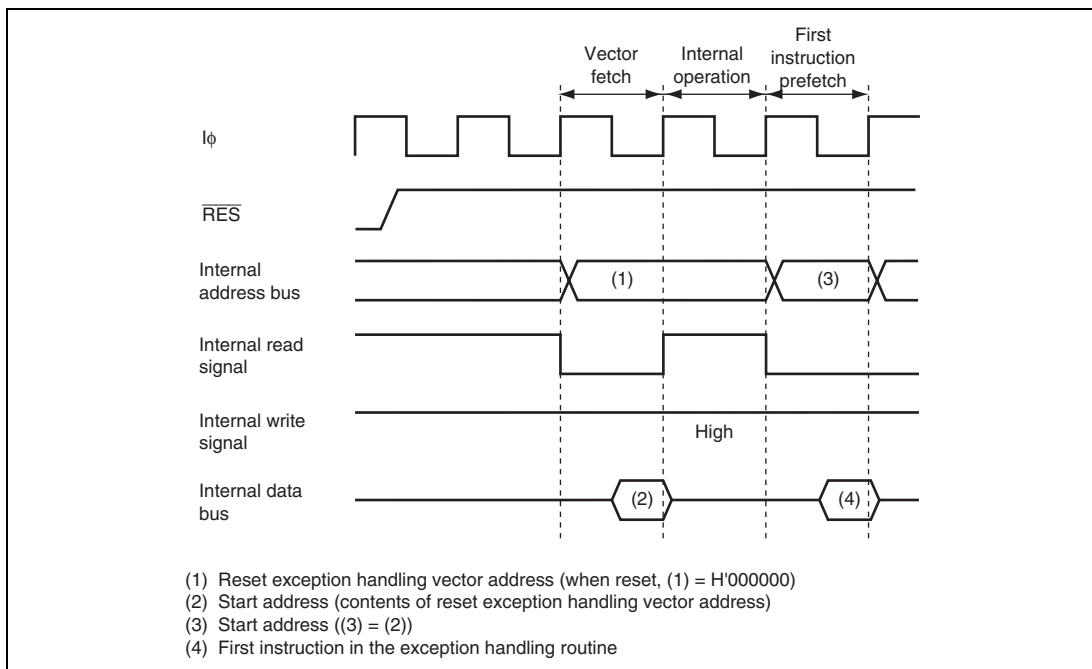 Vector
fetch
Internal
operation
First
instruction
prefetch
Iϕ
RES
Internal
address bus
(1)
(3)
Internal read
signal
Internal write
signal
High
Internal data
bus
(2)
(4)
(1) Reset exception handling vector address (when reset, (1) = H'000000)
(2) Start address (contents of reset exception handling vector address)
(3) Start address ((3) = (2))
(4) First instruction in the exception handling routine